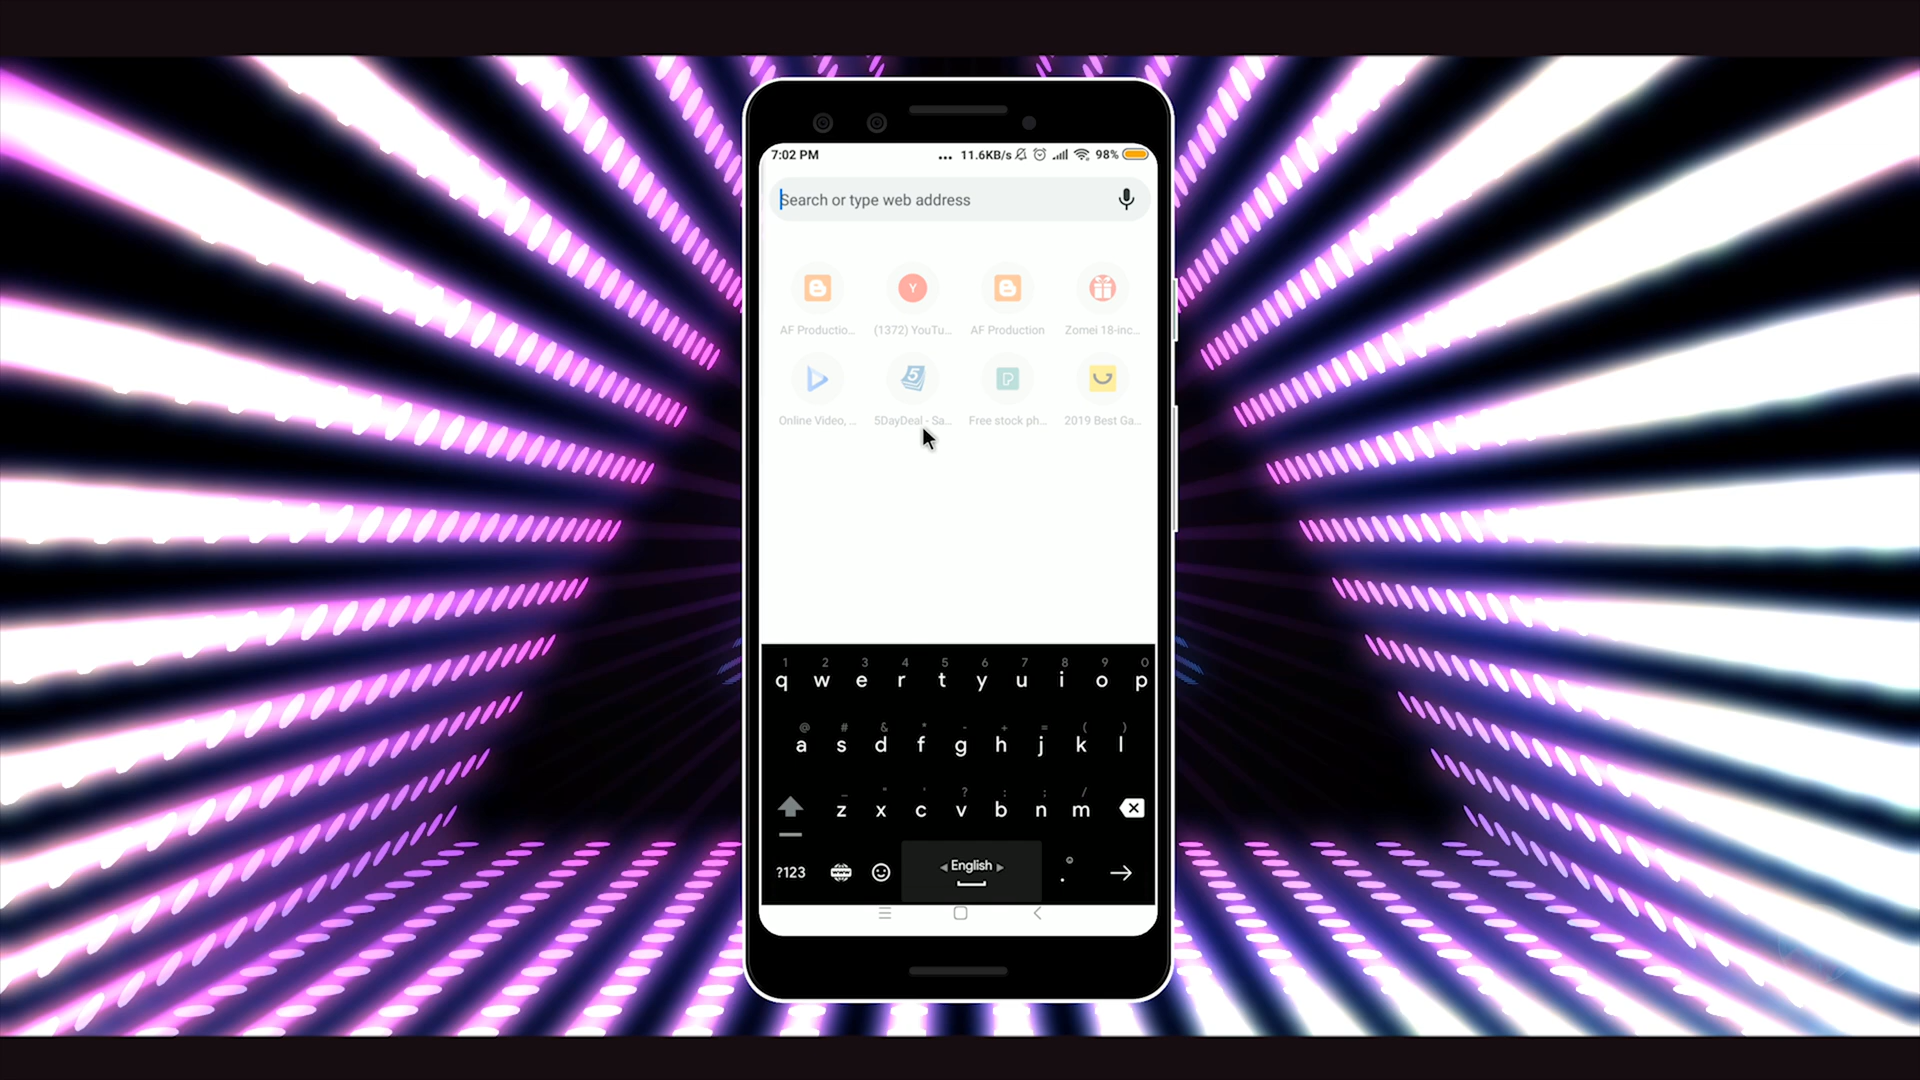 7:02 PM ... 11.6KB/s 98%
Search or type web address
AF Productio... (1372) YouTu... AF Production Zomei 18-inc...
Online Video, ... 5DayDeal - Sa... Free stock ph... 2019 Best Ga...
1 2 3 4 5 6 7 8 9 0
q w e r t y u i o p
@ # & * - + = ( )
a s d f g h j k l
_ " ' ? : ; /
z x c v b n m
?123 www English .